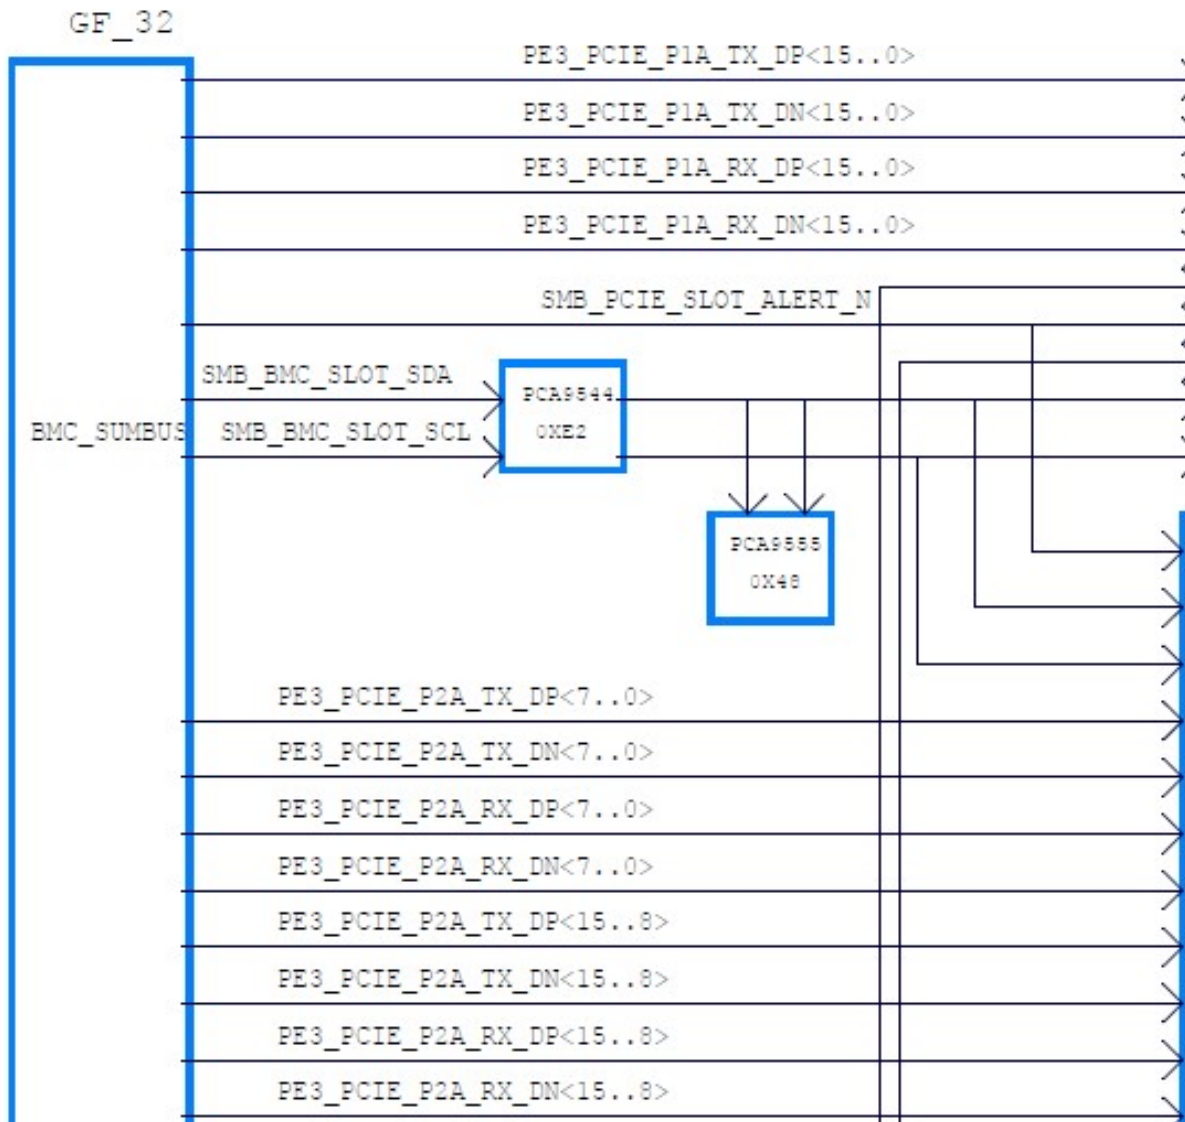 GF_32
PE3_PCIE_P1A_TX_DP<15..0>
PE3_PCIE_P1A_TX_DN<15..0>
PE3_PCIE_P1A_RX_DP<15..0>
PE3_PCIE_P1A_RX_DN<15..0>
SMB_PCIE_SLOT_ALERT_N
SMB_BMC_SLOT_SDA
PCA9544
0XE2
BMC_SUMBUS
SMB_BMC_SLOT_SCL
PCA9555
0X48
PE3_PCIE_P2A_TX_DP<7..0>
PE3_PCIE_P2A_TX_DN<7..0>
PE3_PCIE_P2A_RX_DP<7..0>
PE3_PCIE_P2A_RX_DN<7..0>
PE3_PCIE_P2A_TX_DP<15..8>
PE3_PCIE_P2A_TX_DN<15..8>
PE3_PCIE_P2A_RX_DP<15..8>
PE3_PCIE_P2A_RX_DN<15..8>